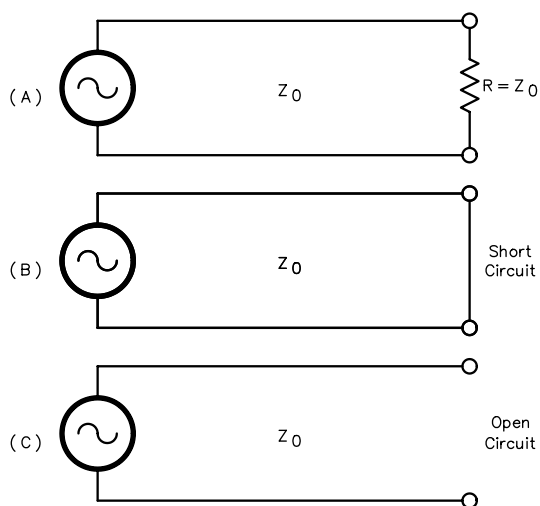 (A)
Z0
R = Z0
(B)
Z0
Short
Circuit
(C)
Z0
Open
Circuit